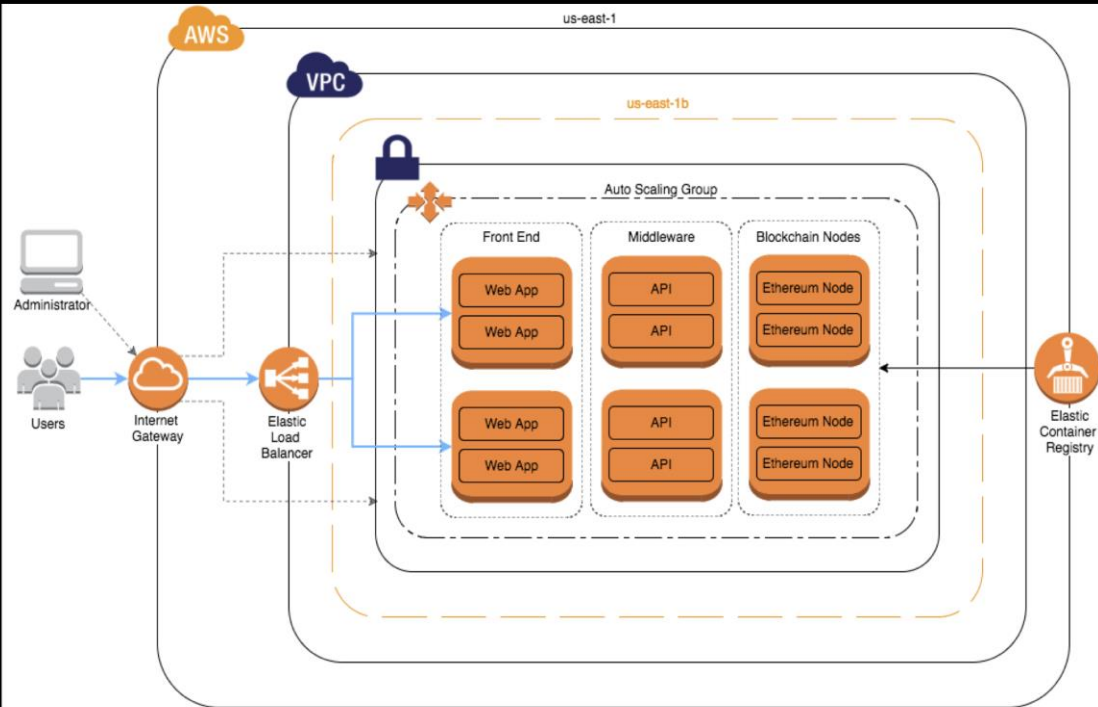 us-east-1
AWS
VPC
us-east-1b
Auto Scaling Group
Front End
Middleware
Blockchain Nodes
Web App
API
Ethereum Node
Web App
API
Ethereum Node
Administrator
Users
Internet
Gateway
Elastic
Load
Balancer
Web App
API
Ethereum Node
Web App
API
Ethereum Node
Elastic
Container
Registry